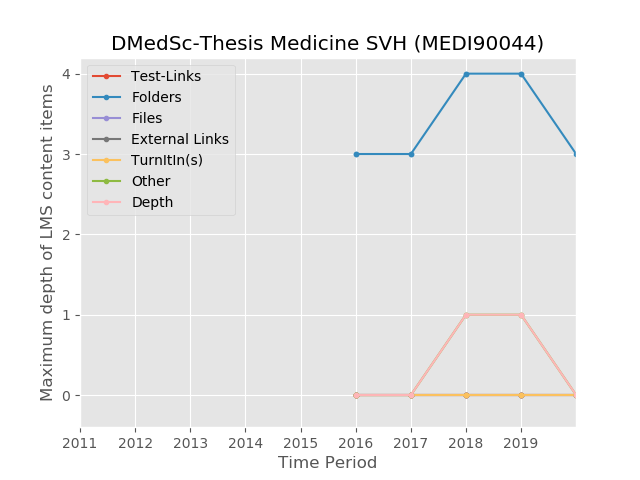 DMedSc-Thesis Medicine SVH (MEDI90044)
Test-Links
Folders
Files
External Links
TurnItIn(s)
Other
Depth
Maximum depth of LMS content items
4
3
2
1
0
2011 2012 2013 2014 2015 2016 2017 2018 2019
Time Period